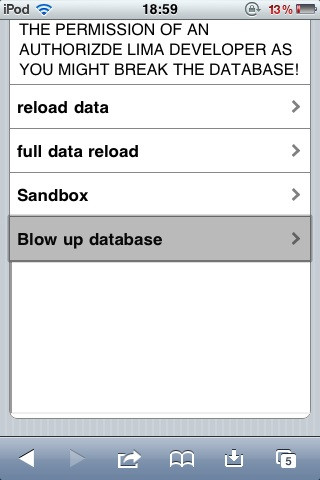 iPod 18:59 13%
THE PERMISSION OF AN
AUTHORIZDE LIMA DEVELOPER AS
YOU MIGHT BREAK THE DATABASE!
reload data
full data reload
Sandbox
Blow up database
5